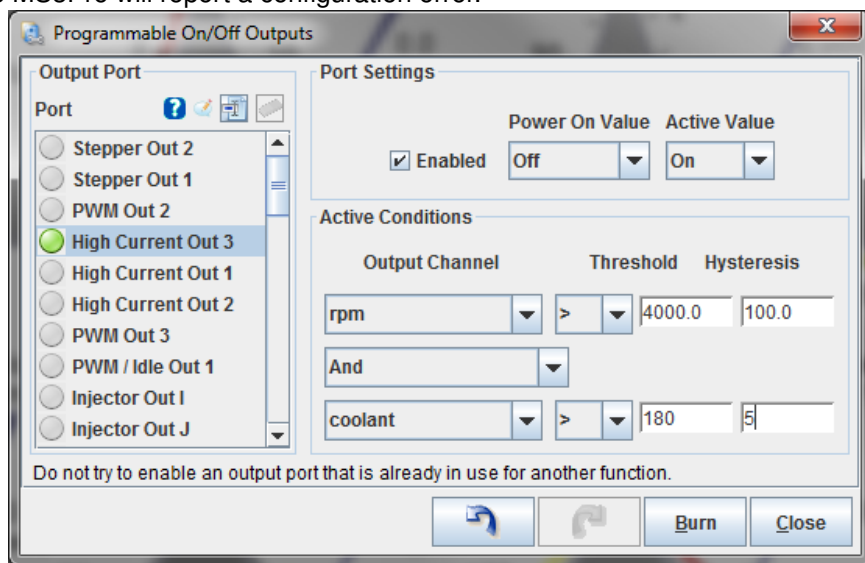 will report a configuration error.
Programmable On/Off Outputs
Output Port
Port
Stepper Out 2
Stepper Out 1
PWM Out 2
High Current Out 3
High Current Out 1
High Current Out 2
PWM Out 3
PWM / Idle Out 1
Injector Out I
Injector Out J
Port Settings
Power On Value Active Value
Enabled Off On
Active Conditions
Output Channel Threshold Hysteresis
rpm > 4000.0 100.0
And
coolant > 180 5
Do not try to enable an output port that is already in use for another function.
Burn Close